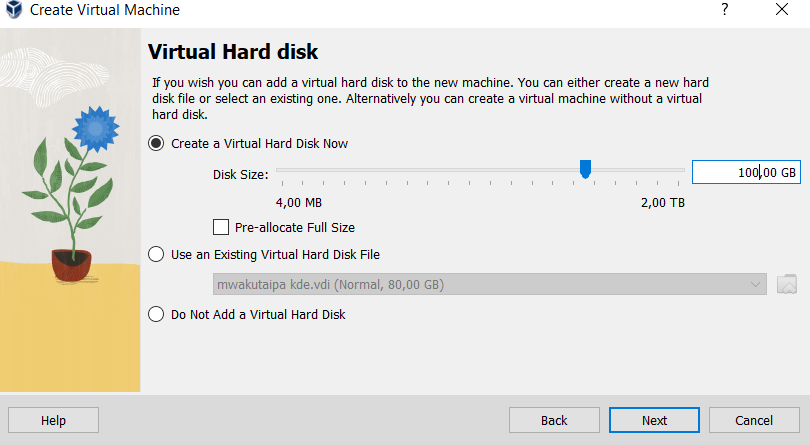 Create Virtual Machine
?
Virtual Hard disk
If you wish you can add a virtual hard disk to the new machine. You can either create a new hard
disk file or select an existing one. Alternatively you can create a virtual machine without a virtual
hard disk.
Create a Virtual Hard Disk Now
Disk Size:
100,00 GB
4,00 MB
2,00 TB
Pre-allocate Full Size
Use an Existing Virtual Hard Disk File
mwakutaipa kde.vdi (Normal, 80,00 GB)
Do Not Add a Virtual Hard Disk
Help
Back
Next
Cancel